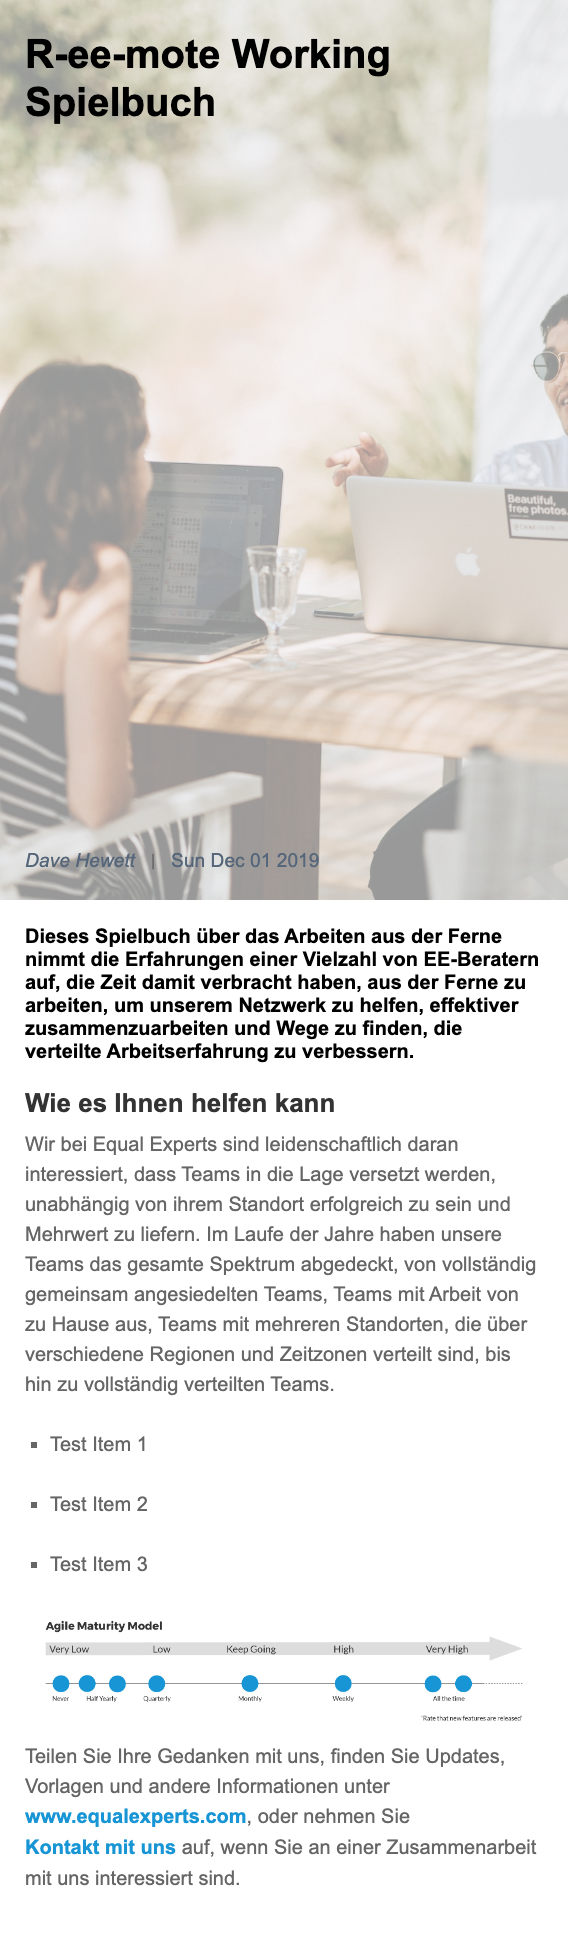 R-ee-mote Working
Spielbuch
Beautiful,
free photos.
Dave Hewett | Sun Dec 01 2019
Dieses Spielbuch über das Arbeiten aus der Ferne
nimmt die Erfahrungen einer Vielzahl von EE-Beratern
auf, die Zeit damit verbracht haben, aus der Ferne zu
arbeiten, um unserem Netzwerk zu helfen, effektiver
zusammenzuarbeiten und Wege zu finden, die
verteilte Arbeitserfahrung zu verbessern.
Wie es Ihnen helfen kann
Wir bei Equal Experts sind leidenschaftlich daran
interessiert, dass Teams in die Lage versetzt werden,
unabhängig von ihrem Standort erfolgreich zu sein und
Mehrwert zu liefern. Im Laufe der Jahre haben unsere
Teams das gesamte Spektrum abgedeckt, von vollständig
gemeinsam angesiedelten Teams, Teams mit Arbeit von
zu Hause aus, Teams mit mehreren Standorten, die über
verschiedene Regionen und Zeitzonen verteilt sind, bis
hin zu vollständig verteilten Teams.
▪ Test Item 1
▪ Test Item 2
▪ Test Item 3
Agile Maturity Model
Very Low Low Keep Going High Very High
Never Half Yearly Quarterly Monthly Weekly All the time
'Rate that new features are released'
Teilen Sie Ihre Gedanken mit uns, finden Sie Updates,
Vorlagen und andere Informationen unter
www.equalexperts.com, oder nehmen Sie
Kontakt mit uns auf, wenn Sie an einer Zusammenarbeit
mit uns interessiert sind.